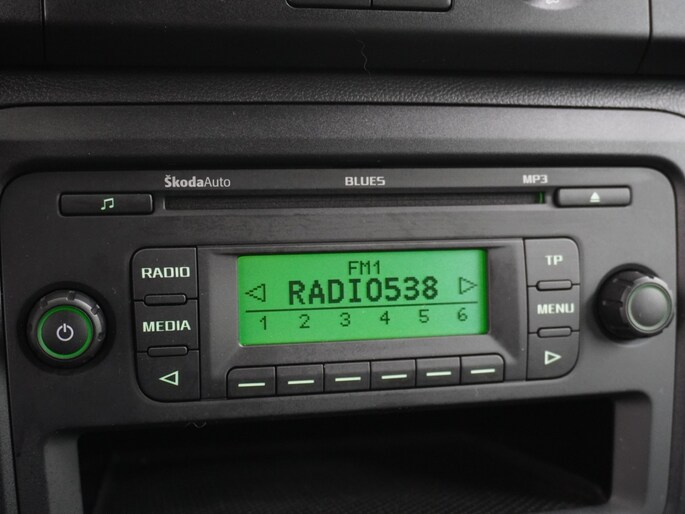 ŠkodaAuto BLUES MP3
RADIO
MEDIA
FM1
RADIO538
1 2 3 4 5 6
TP
MENU